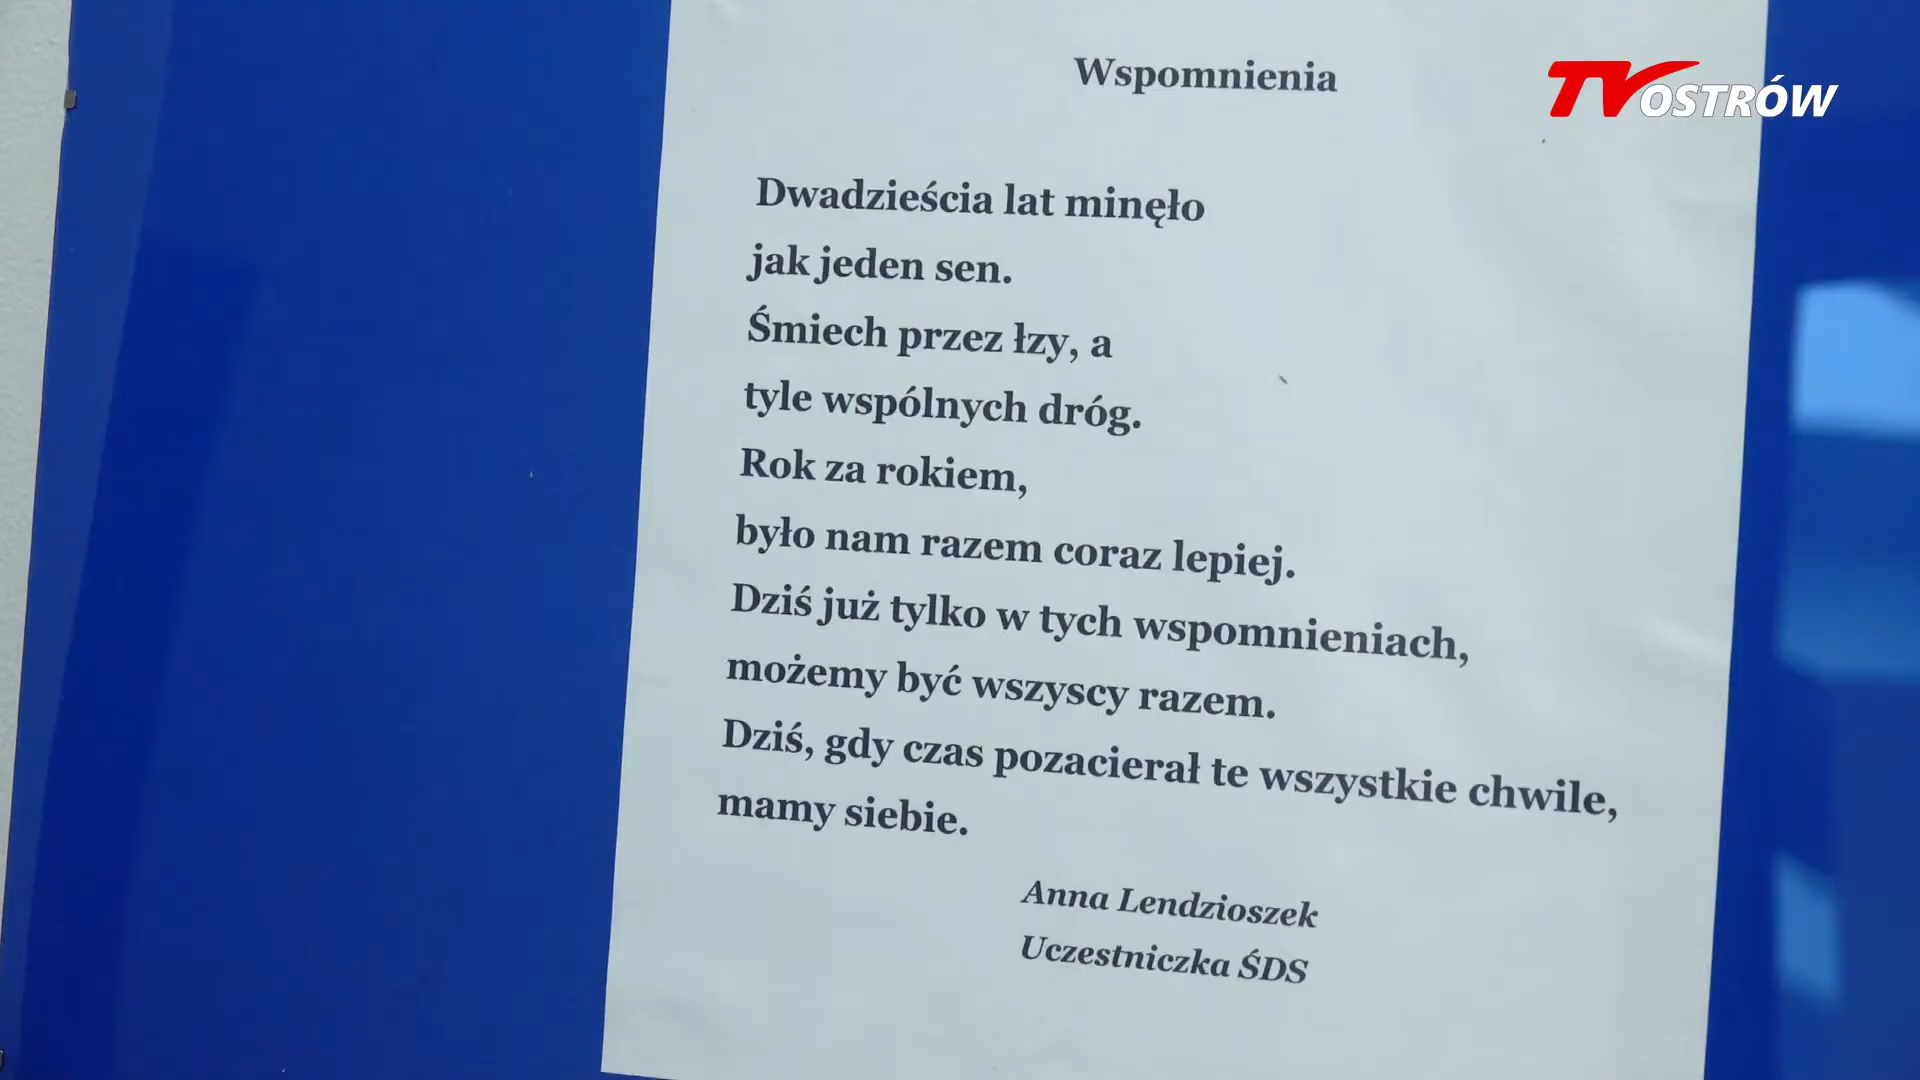 Wspomnienia
TV OSTRÓW
Dwadzieścia lat minęło
jak jeden sen.
Śmiech przez łzy, a
tyle wspólnych dróg.
Rok za rokiem,
było nam razem coraz lepiej.
Dziś już tylko w tych wspomnieniach,
możemy być wszyscy razem.
Dziś, gdy czas pozacierał te wszystkie chwile,
mamy siebie.
Anna Lendzioszek
Uczestniczka ŚDS